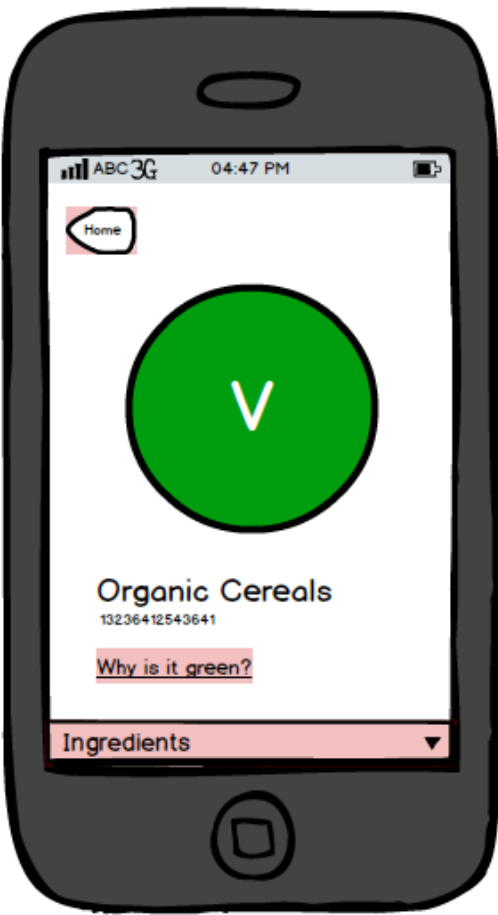 ABC 3G 04:47 PM
Home
V
Organic Cereals
13236412543641
Why is it green?
Ingredients